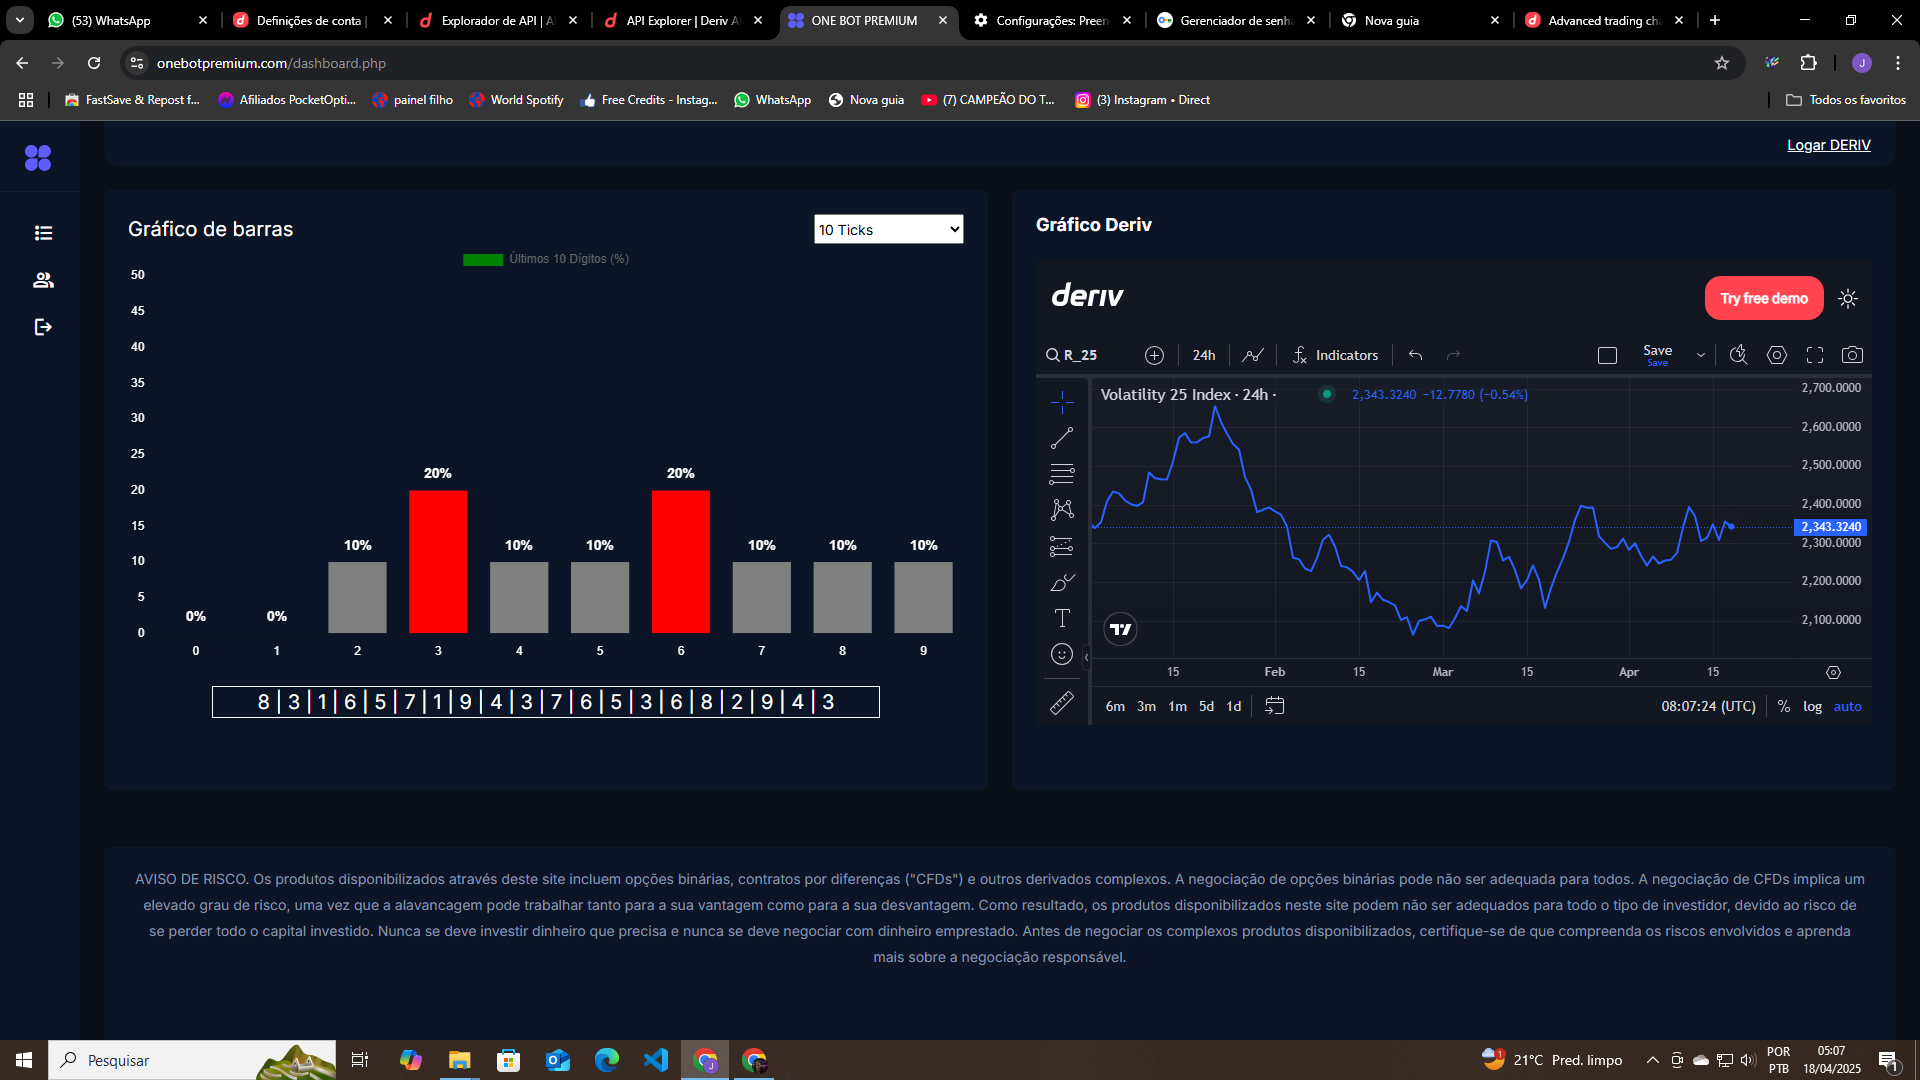 (53) WhatsApp
Definições de conta |
Explorador de API | A
API Explorer | Deriv A
ONE BOT PREMIUM
Configurações: Preen
Gerenciador de senha
Nova guia
Advanced trading cha
onebotpremium.com/dashboard.php
J
FastSave & Repost f...
Afiliados PocketOpti...
painel filho
World Spotify
Free Credits - Instag...
WhatsApp
Nova guia
(7) CAMPEÃO DO T...
(3) Instagram • Direct
Todos os favoritos
Logar DERIV
Gráfico de barras
10 Ticks
Últimos 10 Dígitos (%)
50
45
40
35
30
25
20
15
10
5
0
0%
0%
10%
20%
10%
10%
20%
10%
10%
10%
0 1 2 3 4 5 6 7 8 9
8 | 3 | 1 | 6 | 5 | 7 | 1 | 9 | 4 | 3 | 7 | 6 | 5 | 3 | 6 | 8 | 2 | 9 | 4 | 3
Gráfico Deriv
deriv
Try free demo
R_25
24h
Indicators
Save
Save
Volatility 25 Index · 24h ·
2,343.3240 −12.7780 (−0.54%)
2,700.0000
2,600.0000
2,500.0000
2,400.0000
2,343.3240
2,300.0000
2,200.0000
2,100.0000
15 Feb 15 Mar 15 Apr 15
6m 3m 1m 5d 1d
08:07:24 (UTC)
% log auto
AVISO DE RISCO. Os produtos disponibilizados através deste site incluem opções binárias, contratos por diferenças ("CFDs") e outros derivados complexos. A negociação de opções binárias pode não ser adequada para todos. A negociação de CFDs implica um
elevado grau de risco, uma vez que a alavancagem pode trabalhar tanto para a sua vantagem como para a sua desvantagem. Como resultado, os produtos disponibilizados neste site podem não ser adequados para todo o tipo de investidor, devido ao risco de
se perder todo o capital investido. Nunca se deve investir dinheiro que precisa e nunca se deve negociar com dinheiro emprestado. Antes de negociar os complexos produtos disponibilizados, certifique-se de que compreenda os riscos envolvidos e aprenda
mais sobre a negociação responsável.
Pesquisar
21°C Pred. limpo
POR
PTB
05:07
18/04/2025